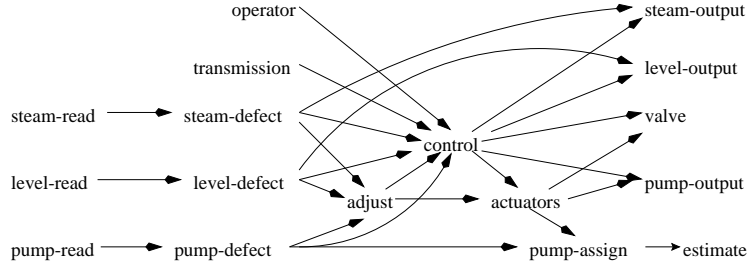 operator
steam-output
transmission
level-output
steam-read
steam-defect
valve
control
level-read
level-defect
adjust
actuators
pump-output
pump-read
pump-defect
pump-assign
estimate